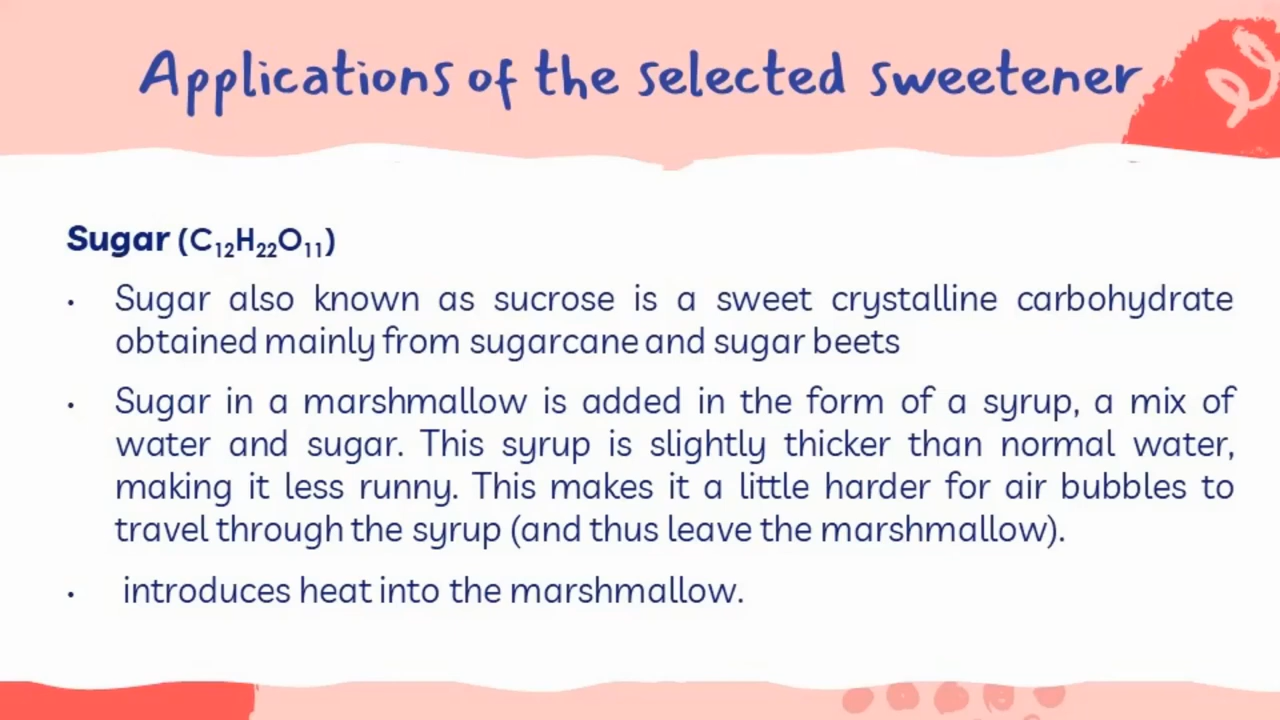 Applications of the selected sweetener
Sugar (C₁₂H₂₂O₁₁)
• Sugar also known as sucrose is a sweet crystalline carbohydrate
obtained mainly from sugarcane and sugar beets
• Sugar in a marshmallow is added in the form of a syrup, a mix of
water and sugar. This syrup is slightly thicker than normal water,
making it less runny. This makes it a little harder for air bubbles to
travel through the syrup (and thus leave the marshmallow).
• introduces heat into the marshmallow.